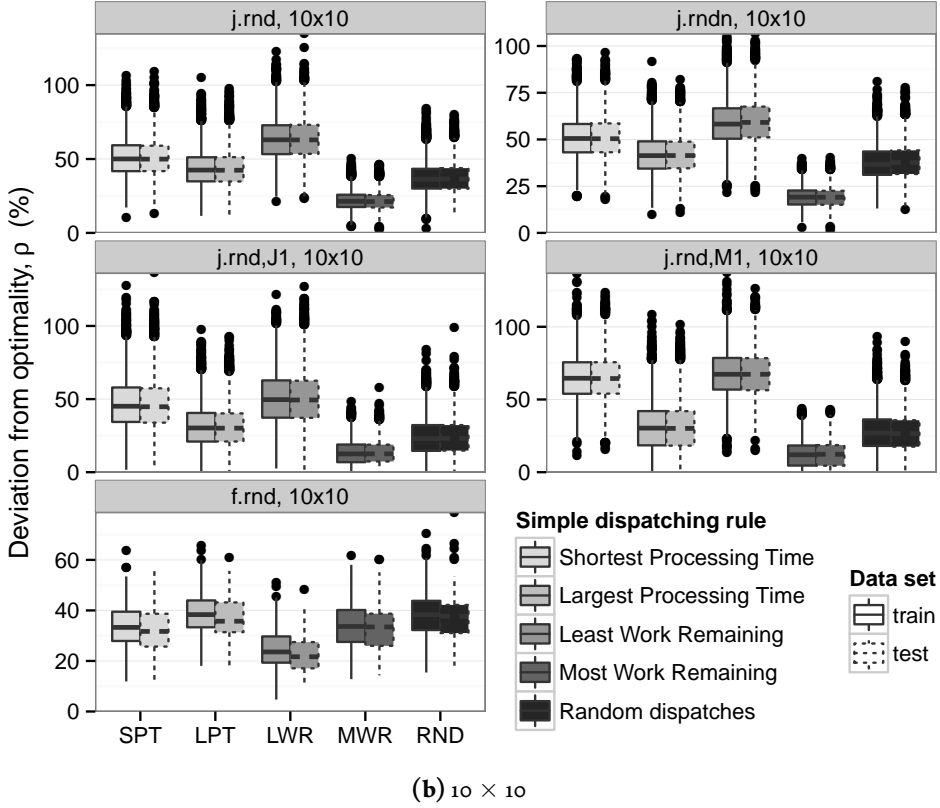 j.rnd, 10x10
j.rndn, 10x10
100
50
0
100
75
50
25
0
j.rnd,J1, 10x10
j.rnd,M1, 10x10
100
50
0
100
50
0
f.rnd, 10x10
60
40
20
0
SPT LPT LWR MWR RND
Deviation from optimality, ρ (%)
Simple dispatching rule
Shortest Processing Time
Largest Processing Time
Least Work Remaining
Most Work Remaining
Random dispatches
Data set
train
test
(b) 10 × 10